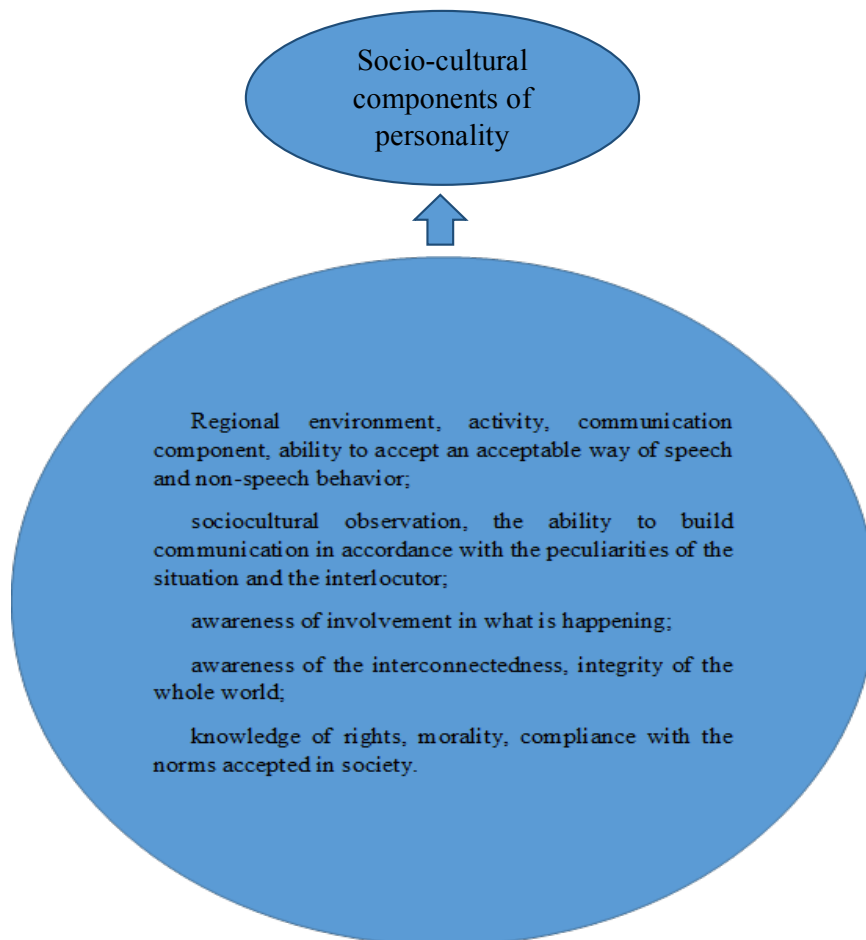 Socio-cultural
components of
personality
Regional environment, activity, communication
component, ability to accept an acceptable way of speech
and non-speech behavior;
sociocultural observation, the ability to build
communication in accordance with the peculiarities of the
situation and the interlocutor;
awareness of involvement in what is happening;
awareness of the interconnectedness, integrity of the
whole world;
knowledge of rights, morality, compliance with the
norms accepted in society.